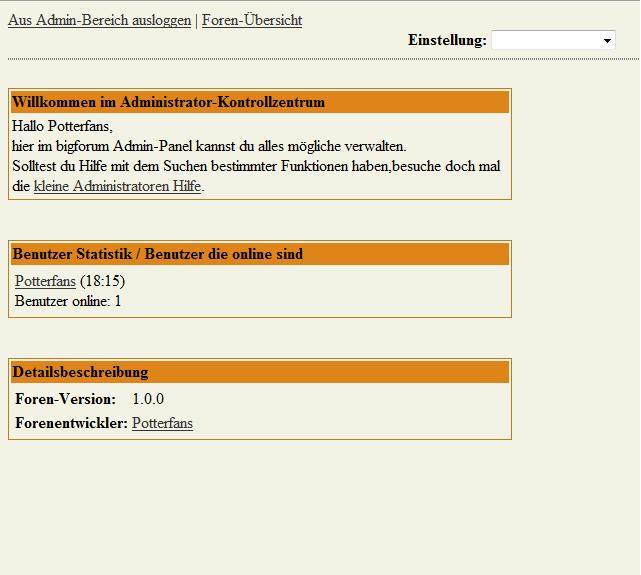 Aus Admin-Bereich ausloggen | Foren-Übersicht
Einstellung:
Willkommen im Administrator-Kontrollzentrum
Hallo Potterfans,
hier im bigforum Admin-Panel kannst du alles mögliche verwalten.
Solltest du Hilfe mit dem Suchen bestimmter Funktionen haben,besuche doch mal
die kleine Administratoren Hilfe.
Benutzer Statistik / Benutzer die online sind
Potterfans (18:15)
Benutzer online: 1
Detailsbeschreibung
Foren-Version: 1.0.0
Forenentwickler: Potterfans